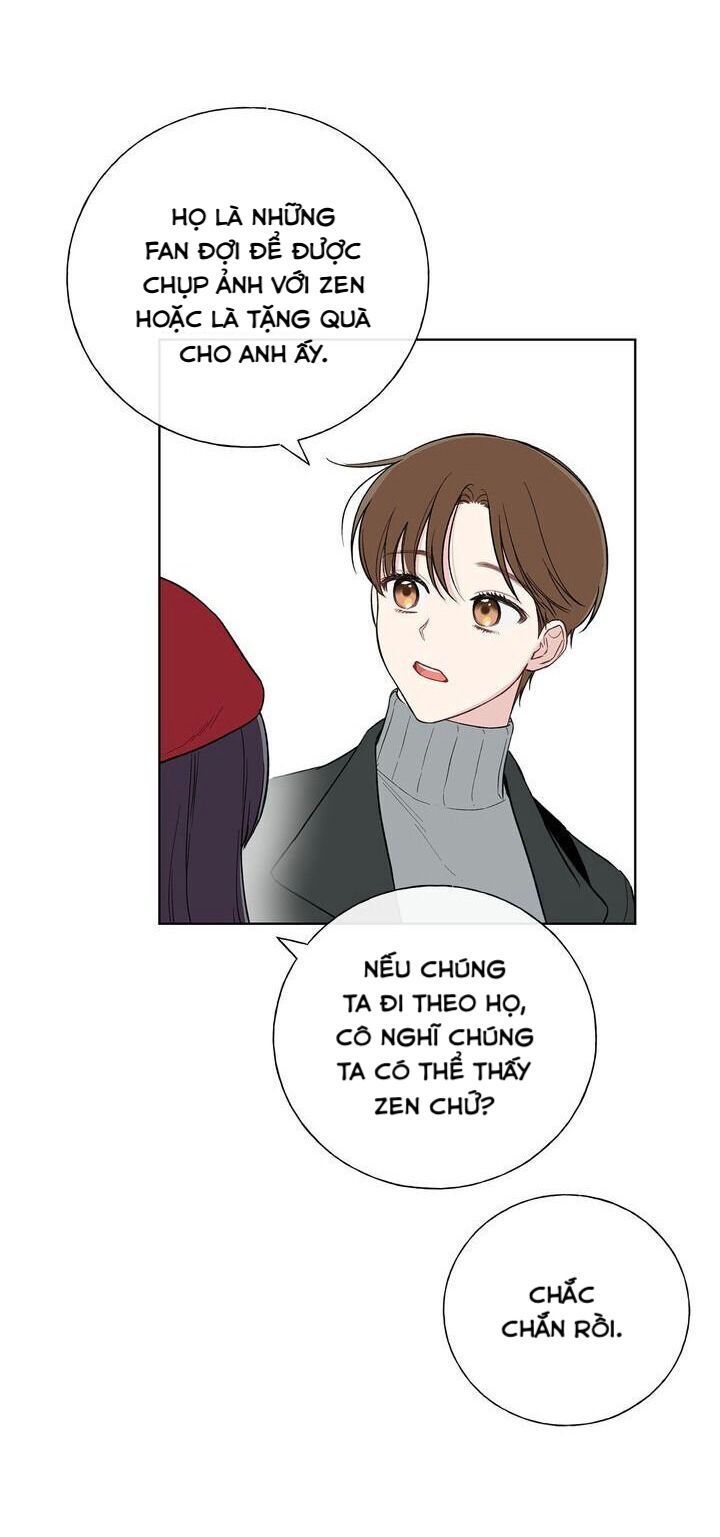 HỌ LÀ NHỮNG
FAN ĐỢI ĐỂ ĐƯỢC
CHỤP ẢNH VỚI ZEN
HOẶC LÀ TẶNG QUÀ
CHO ANH ẤY.
NẾU CHÚNG
TA ĐI THEO HỌ,
CÔ NGHĨ CHÚNG
TA CÓ THỂ THẤY
ZEN CHỨ?
CHẮC
CHẮN RỒI.